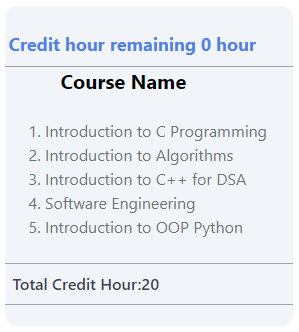 Credit hour remaining 0 hour
Course Name
1. Introduction to C Programming
2. Introduction to Algorithms
3. Introduction to C++ for DSA
4. Software Engineering
5. Introduction to OOP Python
Total Credit Hour:20